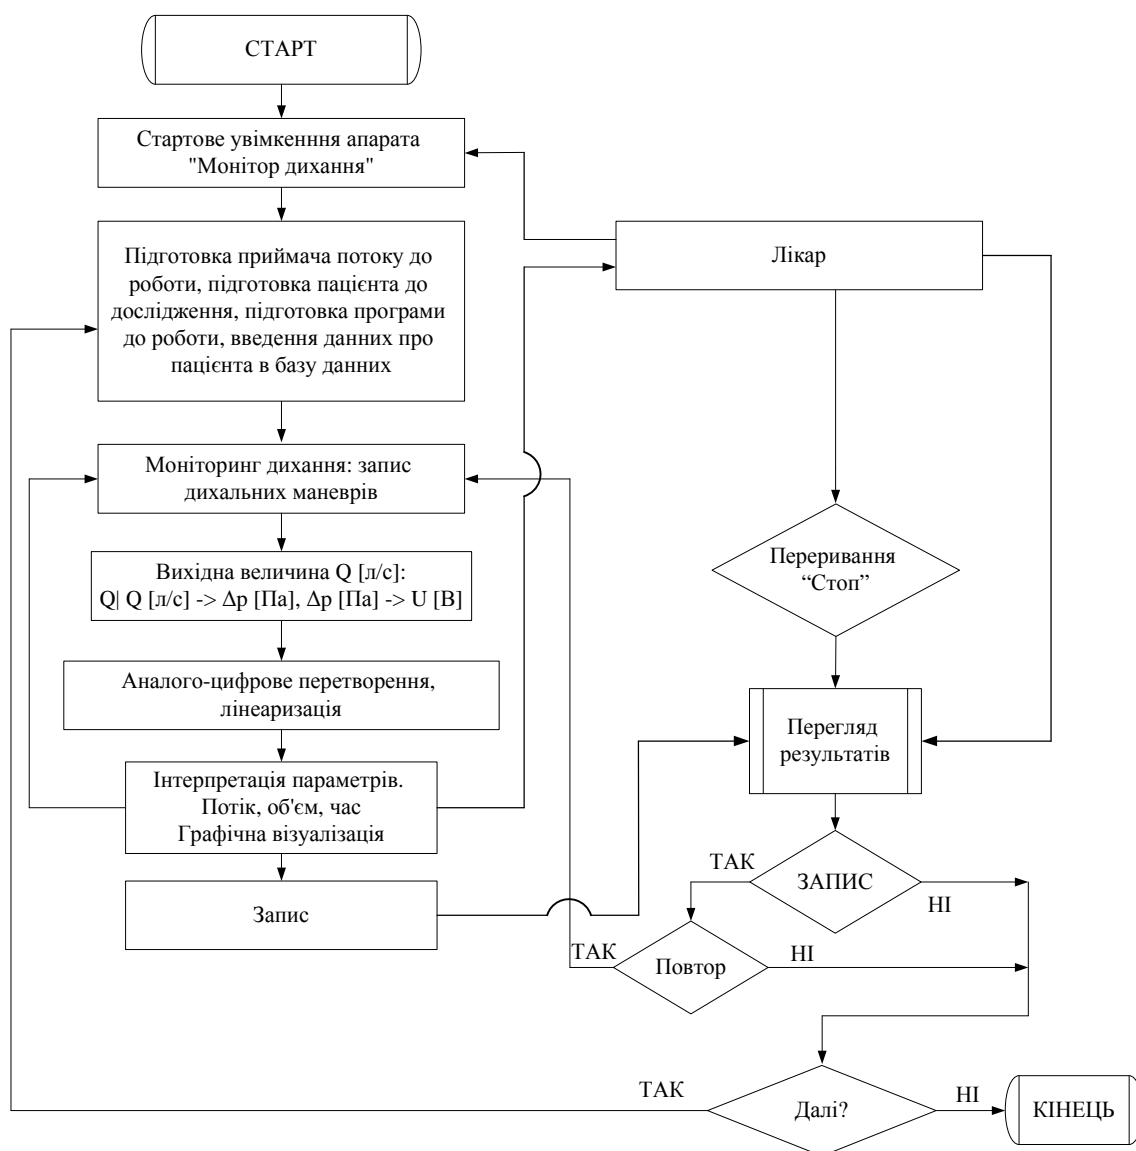 СТАРТ
Стартове увімкенння апарата
"Монітор дихання"
Підготовка приймача потоку до
роботи, підготовка пацієнта до
дослідження, підготовка програми
до роботи, введення данних про
пацієнта в базу данних
Лікар
Моніторинг дихання: запис
дихальних маневрів
Вихідна величина Q [л/с]:
Q| Q [л/с] -> Δp [Па], Δp [Па] -> U [В]
Переривання
“Стоп”
Аналого-цифрове перетворення,
лінеаризація
Перегляд
результатів
Інтерпретація параметрів.
Потік, об'єм, час
Графічна візуалізація
Запис
ТАК
ЗАПИС
НІ
ТАК
Повтор
НІ
ТАК
Далі?
НІ
КІНЕЦЬ